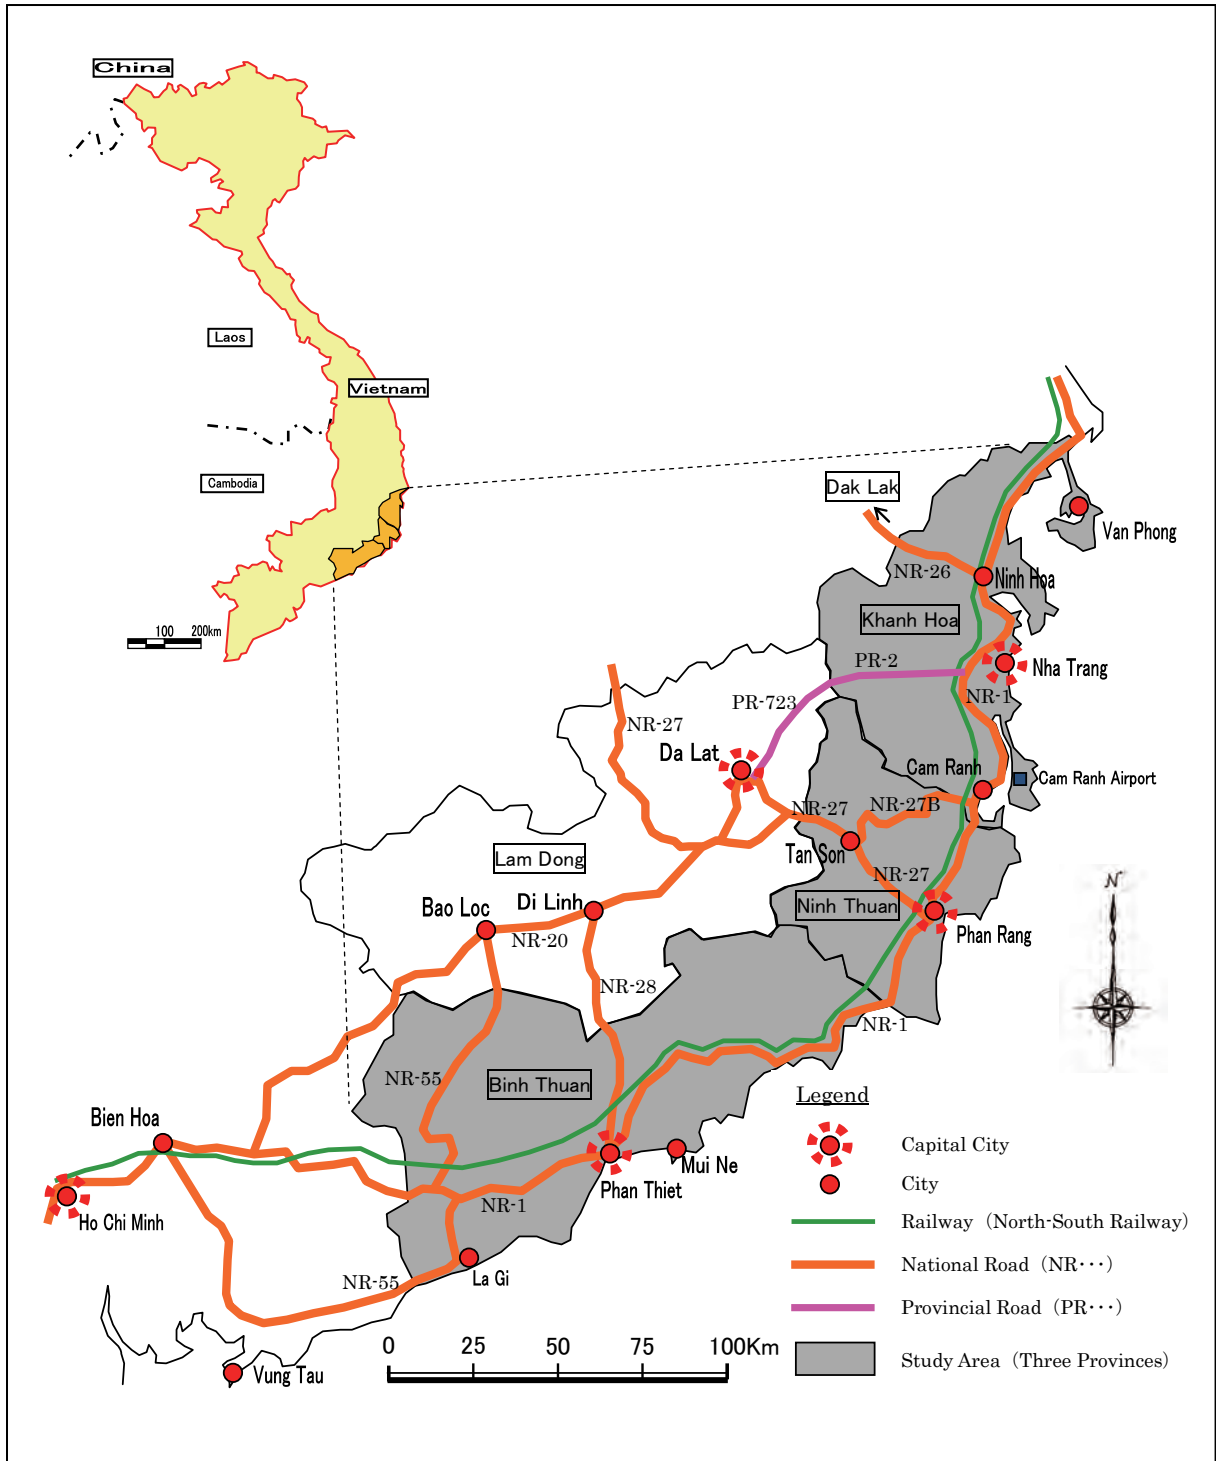 China
Laos
Vietnam
Cambodia
100 200km
Dak Lak
Van Phong
NR-26
Ninh Hoa
Khanh Hoa
PR-2
Nha Trang
PR-723
NR-1
NR-27
Da Lat
Cam Ranh
Cam Ranh Airport
NR-27
NR-27B
Tan Son
Lam Dong
NR-27
Bao Loc
Di Linh
Ninh Thuan
NR-20
Phan Rang
N
NR-28
NR-1
NR-55
Binh Thuan
Legend
Bien Hoa
Capital City
Mui Ne
Phan Thiet
City
NR-1
Ho Chi Minh
Railway (North-South Railway)
National Road (NR･･･)
La Gi
NR-55
Provincial Road (PR･･･)
0 25 50 75 100Km
Study Area (Three Provinces)
Vung Tau